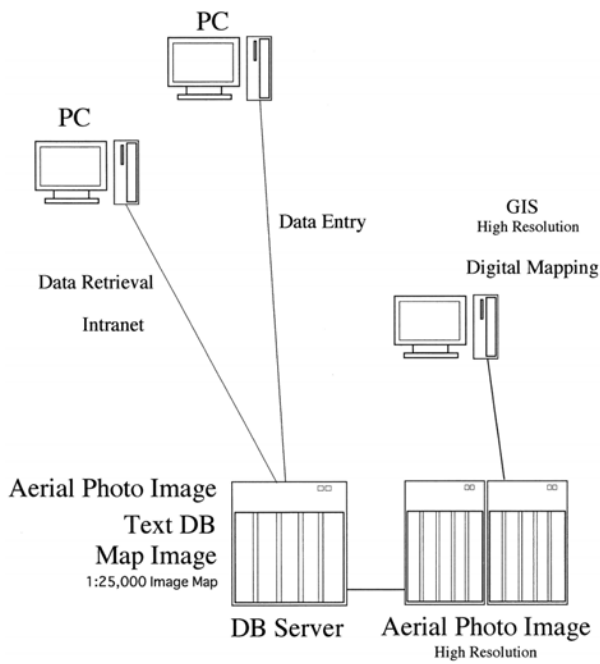 PC
PC
Data Entry
GIS
High Resolution
Digital Mapping
Data Retrieval
Intranet
Aerial Photo Image
Text DB
Map Image
1:25,000 Image Map
DB Server
Aerial Photo Image
High Resolution